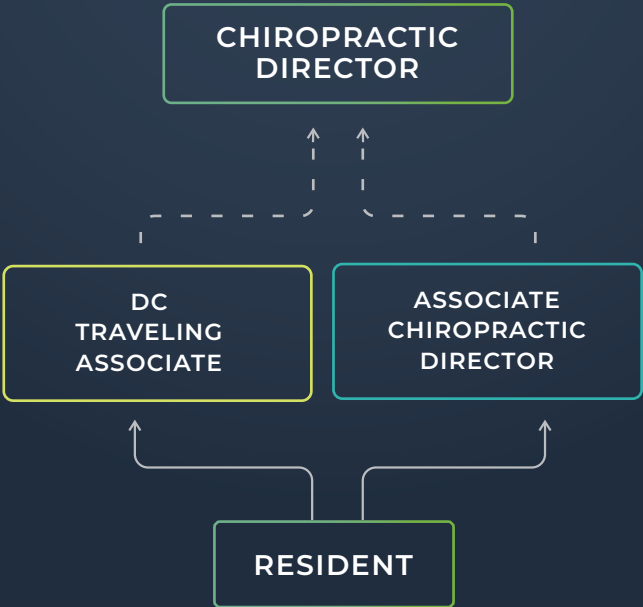 CHIROPRACTIC
DIRECTOR
DC
TRAVELING
ASSOCIATE
ASSOCIATE
CHIROPRACTIC
DIRECTOR
RESIDENT